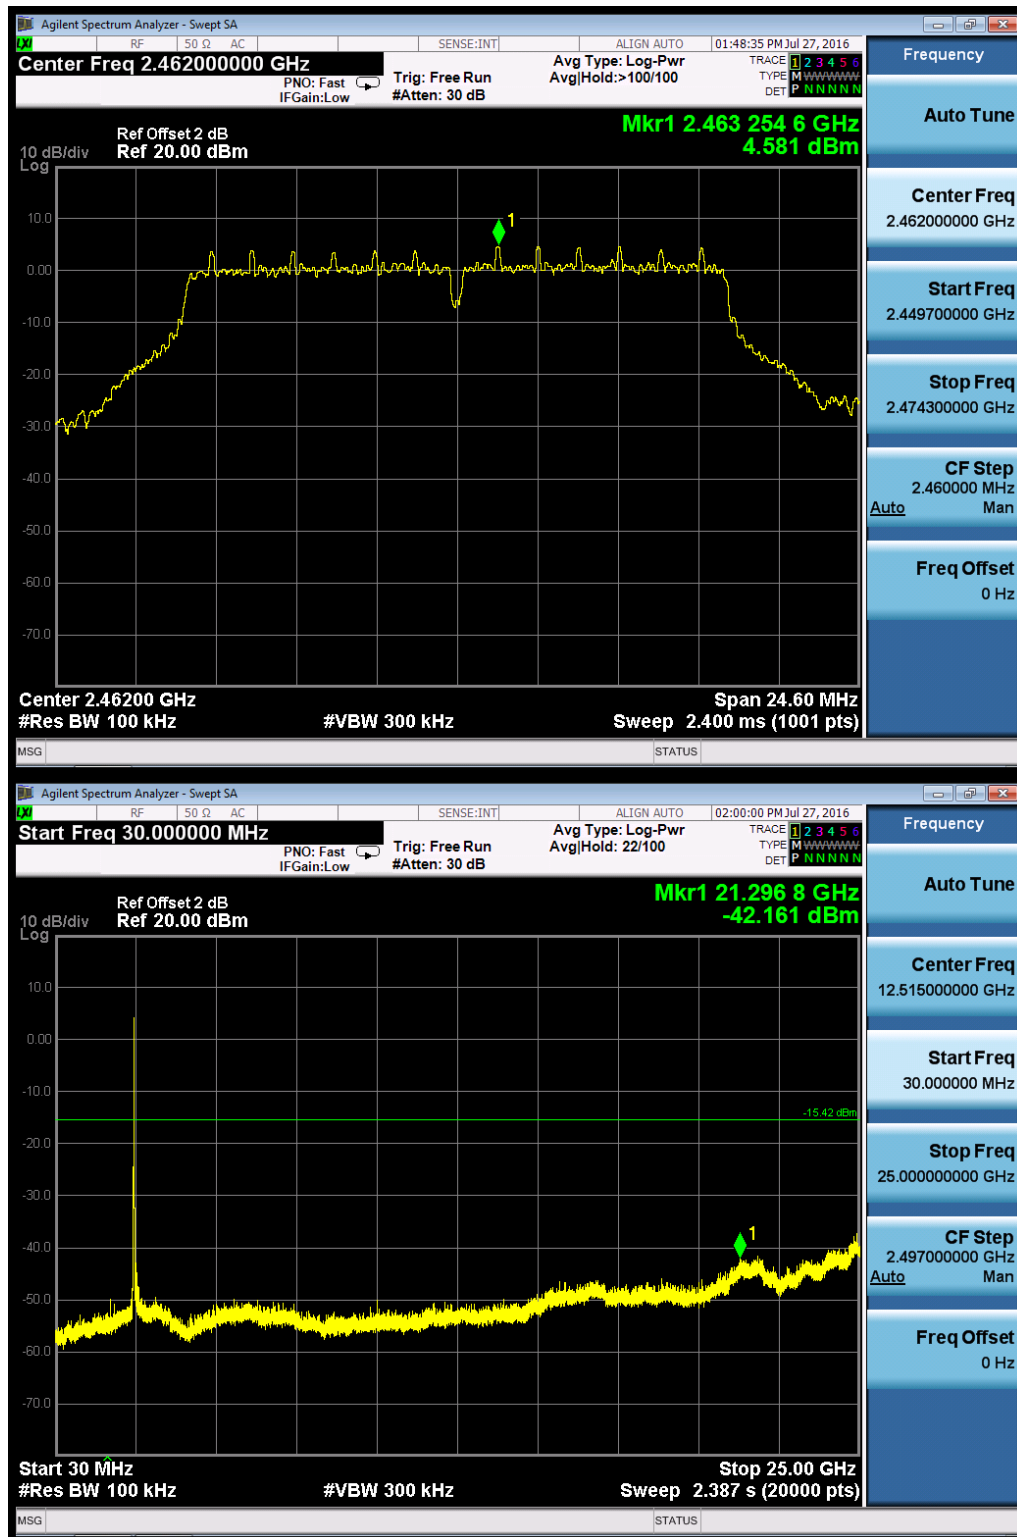 Agilent Spectrum Analyzer - Swept SA
LXI RF 50 Ω AC SENSE:INT ALIGN AUTO 01:48:35 PM Jul 27, 2016
Center Freq 2.462000000 GHz
PNO: Fast
IFGain:Low
Trig: Free Run
#Atten: 30 dB
Avg Type: Log-Pwr
Avg|Hold:>100/100
TRACE 1 2 3 4 5 6
TYPE M WWWWW
DET P N N N N N
Ref Offset 2 dB
10 dB/div Ref 20.00 dBm
Log
Mkr1 2.463 254 6 GHz
4.581 dBm
1
10.0
0.00
-10.0
-20.0
-30.0
-40.0
-50.0
-60.0
-70.0
Center 2.46200 GHz Span 24.60 MHz
#Res BW 100 kHz #VBW 300 kHz Sweep 2.400 ms (1001 pts)
MSG STATUS
Frequency
Auto Tune
Center Freq
2.462000000 GHz
Start Freq
2.449700000 GHz
Stop Freq
2.474300000 GHz
CF Step
2.460000 MHz
Auto Man
Freq Offset
0 Hz
Agilent Spectrum Analyzer - Swept SA
LXI RF 50 Ω AC SENSE:INT ALIGN AUTO 02:00:00 PM Jul 27, 2016
Start Freq 30.000000 MHz
PNO: Fast
IFGain:Low
Trig: Free Run
#Atten: 30 dB
Avg Type: Log-Pwr
Avg|Hold: 22/100
TRACE 1 2 3 4 5 6
TYPE M WWWWW
DET P N N N N N
Ref Offset 2 dB
10 dB/div Ref 20.00 dBm
Log
Mkr1 21.296 8 GHz
-42.161 dBm
10.0
0.00
-10.0
-15.42 dBm
-20.0
-30.0
1
-40.0
-50.0
-60.0
-70.0
Start 30 MHz Stop 25.00 GHz
#Res BW 100 kHz #VBW 300 kHz Sweep 2.387 s (20000 pts)
MSG STATUS
Frequency
Auto Tune
Center Freq
12.515000000 GHz
Start Freq
30.000000 MHz
Stop Freq
25.000000000 GHz
CF Step
2.497000000 GHz
Auto Man
Freq Offset
0 Hz